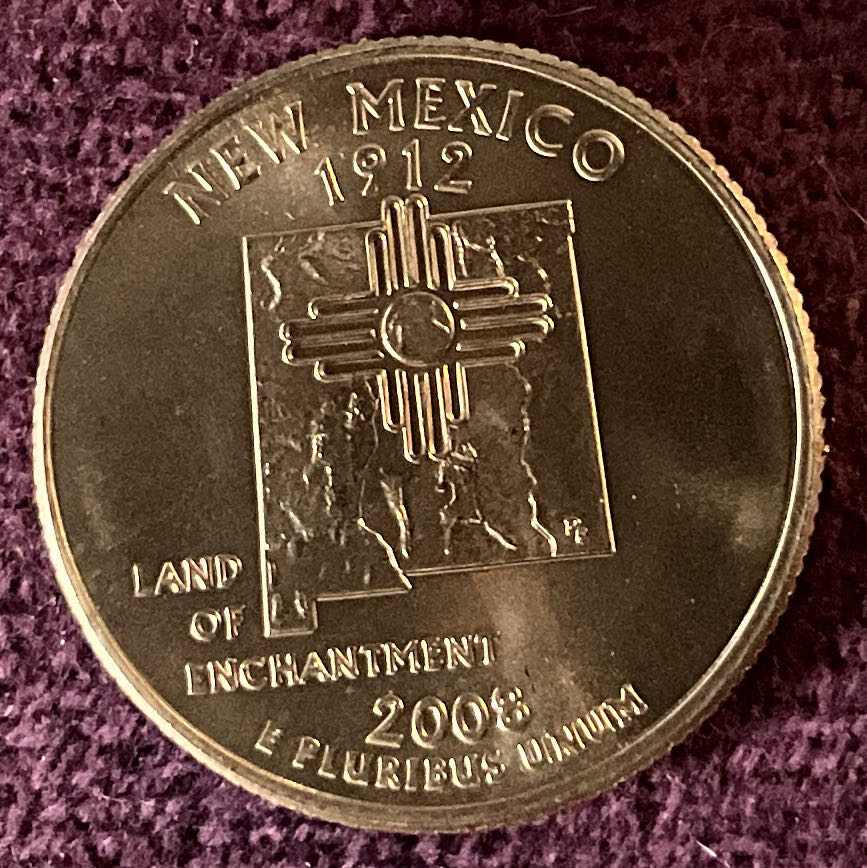 NEW MEXICO
1912
LAND
OF
ENCHANTMENT
2008
E PLURIBUS UNUM